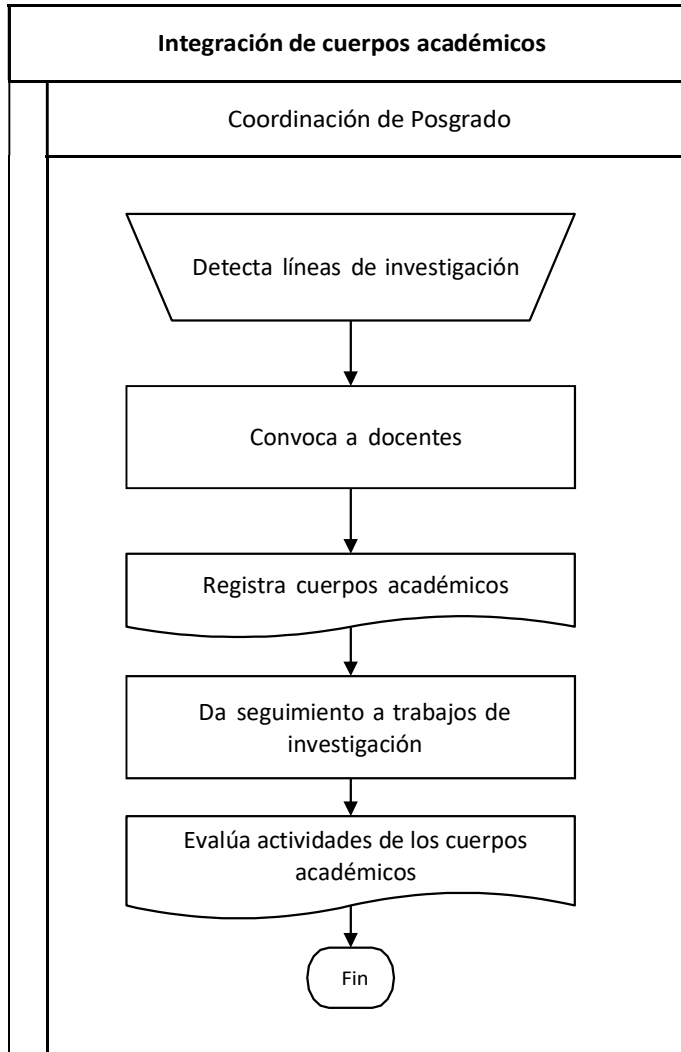 Integración de cuerpos académicos
Coordinación de Posgrado
Detecta líneas de investigación
Convoca a docentes
Registra cuerpos académicos
Da seguimiento a trabajos de
investigación
Evalúa actividades de los cuerpos
académicos
Fin